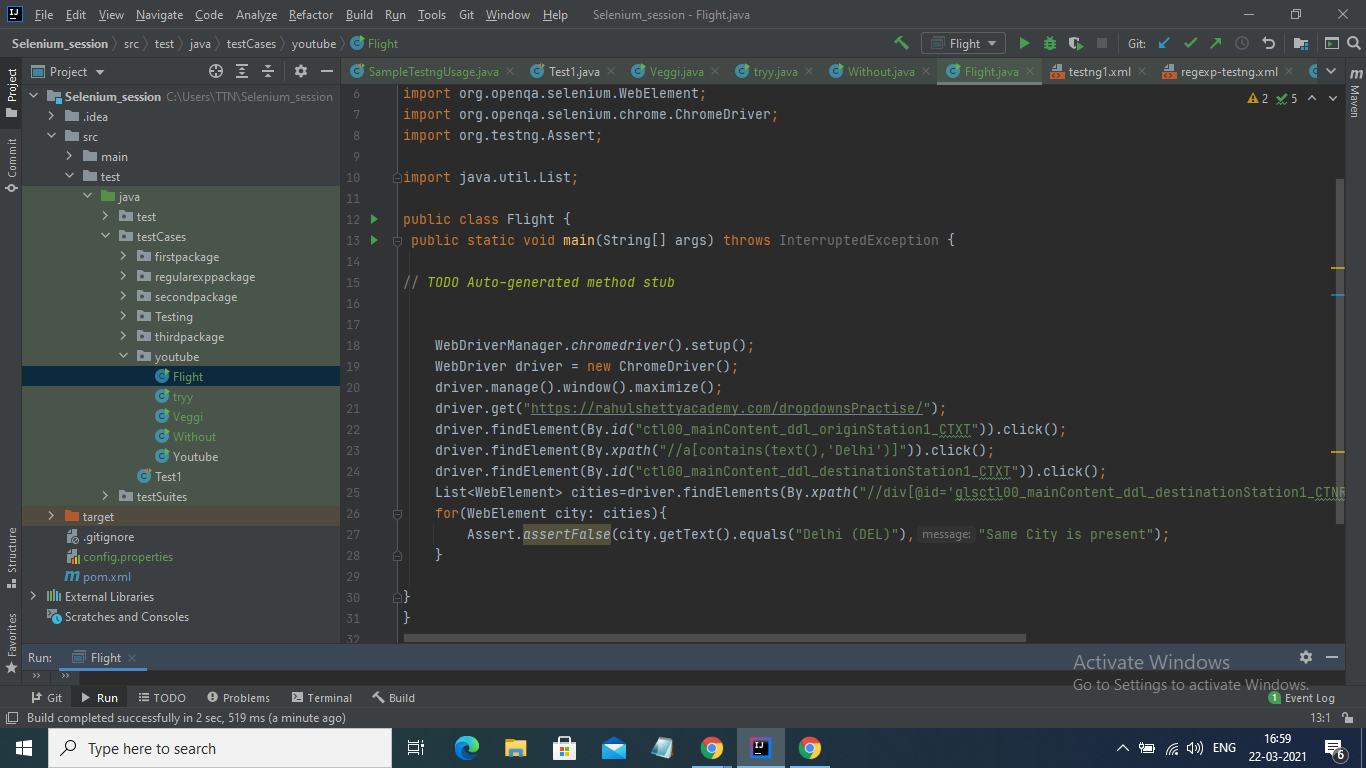 File Edit View Navigate Code Analyze Refactor Build Run Tools Git Window Help Selenium_session - Flight.java
Selenium_session src test java testCases youtube Flight
Flight Git:
Project
SampleTestngUsage.java Test1.java Veggi.java tryy.java Without.java Flight.java testng1.xml regexp-testng.xml
Selenium_session C:\Users\TTN\Selenium_session
.idea
src
main
test
java
test
testCases
firstpackage
regularexppackage
secondpackage
Testing
thirdpackage
youtube
Flight
tryy
Veggi
Without
Youtube
Test1
testSuites
target
.gitignore
config.properties
pom.xml
External Libraries
Scratches and Consoles
Project
Commit
Structure
Favorites
2 5
6 import org.openqa.selenium.WebElement;
7 import org.openqa.selenium.chrome.ChromeDriver;
8 import org.testng.Assert;
9
10 import java.util.List;
11
12 public class Flight {
13 public static void main(String[] args) throws InterruptedException {
14
15 // TODO Auto-generated method stub
16
17
18 WebDriverManager.chromedriver().setup();
19 WebDriver driver = new ChromeDriver();
20 driver.manage().window().maximize();
21 driver.get("https://rahulshettyacademy.com/dropdownsPractise/");
22 driver.findElement(By.id("ctl00_mainContent_ddl_originStation1_CTXT")).click();
23 driver.findElement(By.xpath("//a[contains(text(),'Delhi')]")).click();
24 driver.findElement(By.id("ctl00_mainContent_ddl_destinationStation1_CTXT")).click();
25 List<WebElement> cities=driver.findElements(By.xpath("//div[@id='glsctl00_mainContent_ddl_destinationStation1_CTNR
26 for(WebElement city: cities){
27 Assert.assertFalse(city.getText().equals("Delhi (DEL)"), message: "Same City is present");
28 }
29
30 }
31 }
32
Maven
Run: Flight
Activate Windows
Go to Settings to activate Windows.
Git Run TODO Problems Terminal Build 1 Event Log
Build completed successfully in 2 sec, 519 ms (a minute ago) 13:1
Type here to search
ENG
16:59
22-03-2021
6